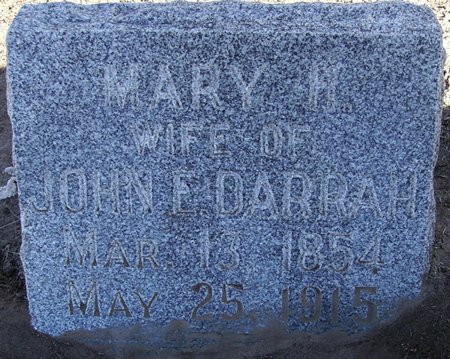 MARY H.
WIFE OF
JOHN E. DARRAH
MAR. 13 1854
MAY 25, 1915